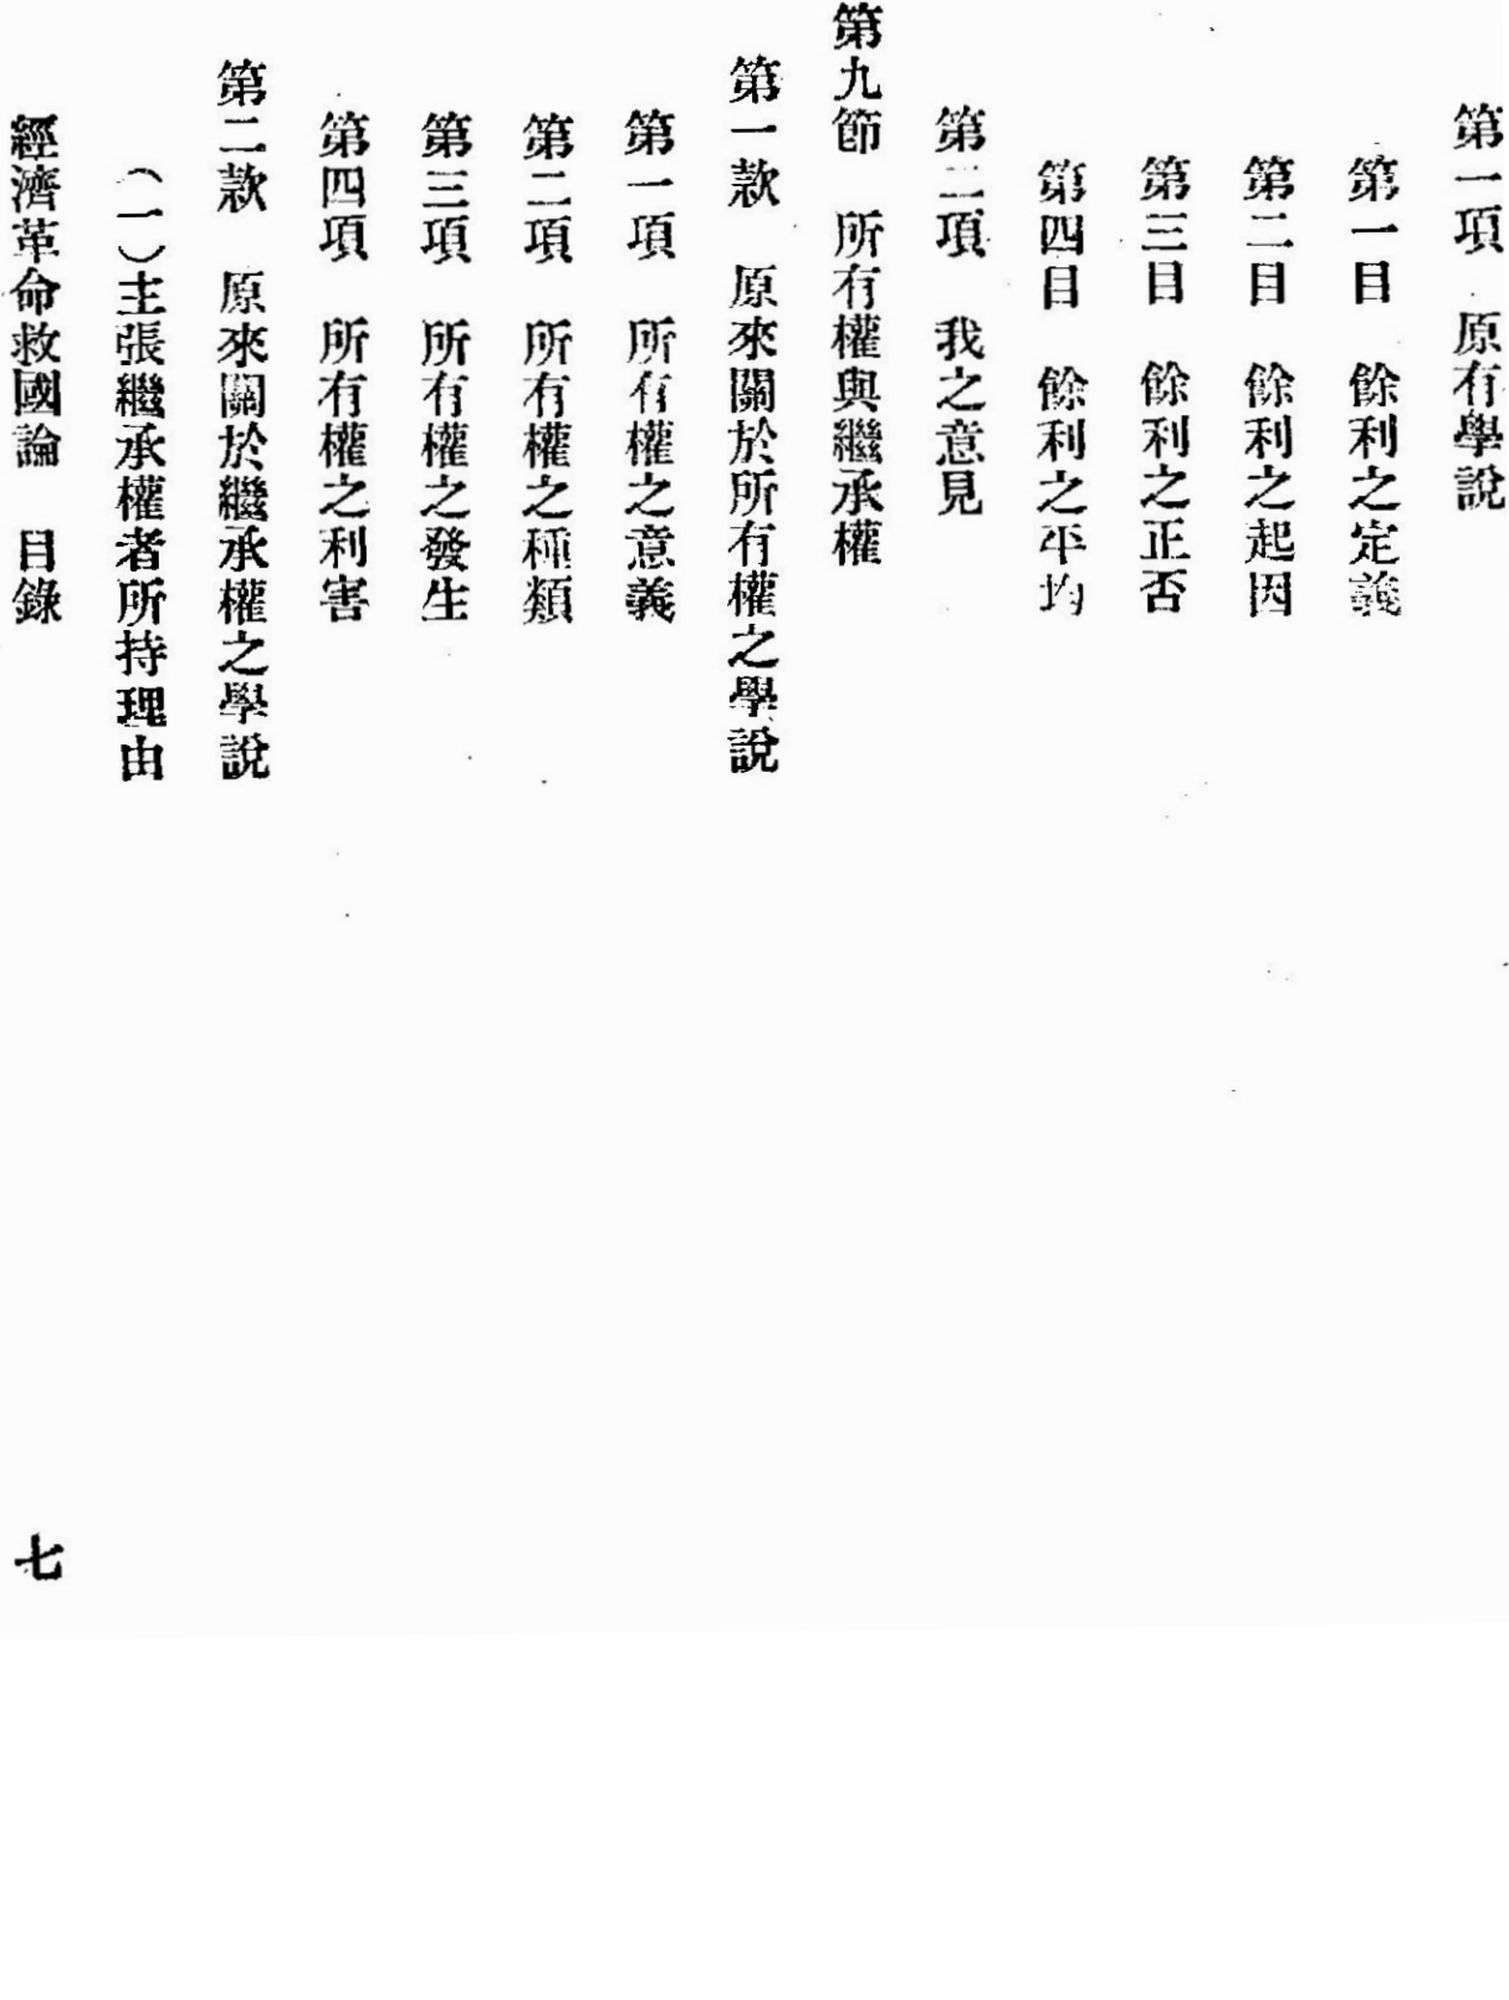 第一項　原有學說
第一目　餘利之定義
第二目　餘利之起因
第三目　餘利之正否
第四目　餘利之平均
第二項　我之意見
第九節　所有權與繼承權
第一款　原來關於所有權之學說
第一項　所有權之意義
第二項　所有權之種類
第三項　所有權之發生
第四項　所有權之利害
第二款　原來關於繼承權之學說
（一）主張繼承權者所持理由
經濟革命救國論　目錄
七